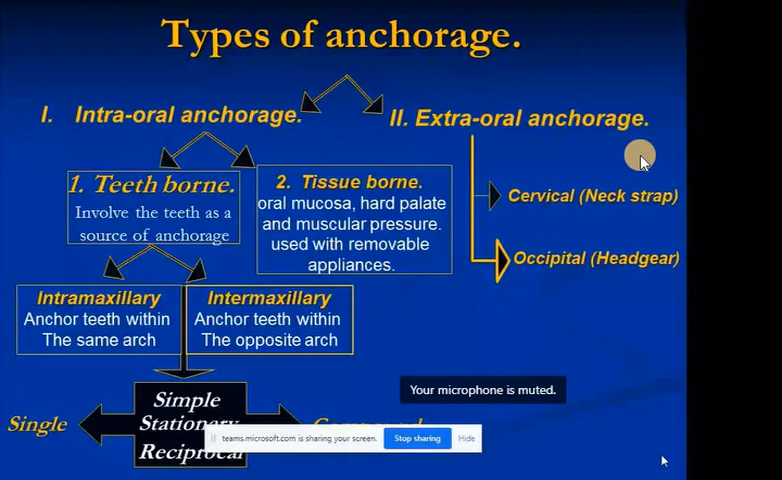 Types of anchorage.
I. Intra-oral anchorage.
II. Extra-oral anchorage.
1. Teeth borne.
Involve the teeth as a
source of anchorage
2. Tissue borne.
oral mucosa, hard palate
and muscular pressure.
used with removable
appliances.
Cervical (Neck strap)
Occipital (Headgear)
Intramaxillary
Anchor teeth within
The same arch
Intermaxillary
Anchor teeth within
The opposite arch
Your microphone is muted.
Single
Simple
Stationary
Reciprocal
teams.microsoft.com is sharing your screen.
Stop sharing
Hide